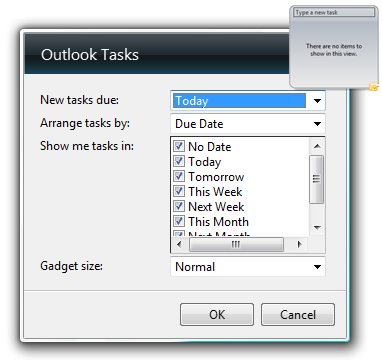 Type a new task
There are no items to
show in this view.
Outlook Tasks
New tasks due:
Today
Arrange tasks by:
Due Date
Show me tasks in:
No Date
Today
Tomorrow
This Week
Next Week
This Month
Next Month
Gadget size:
Normal
OK
Cancel